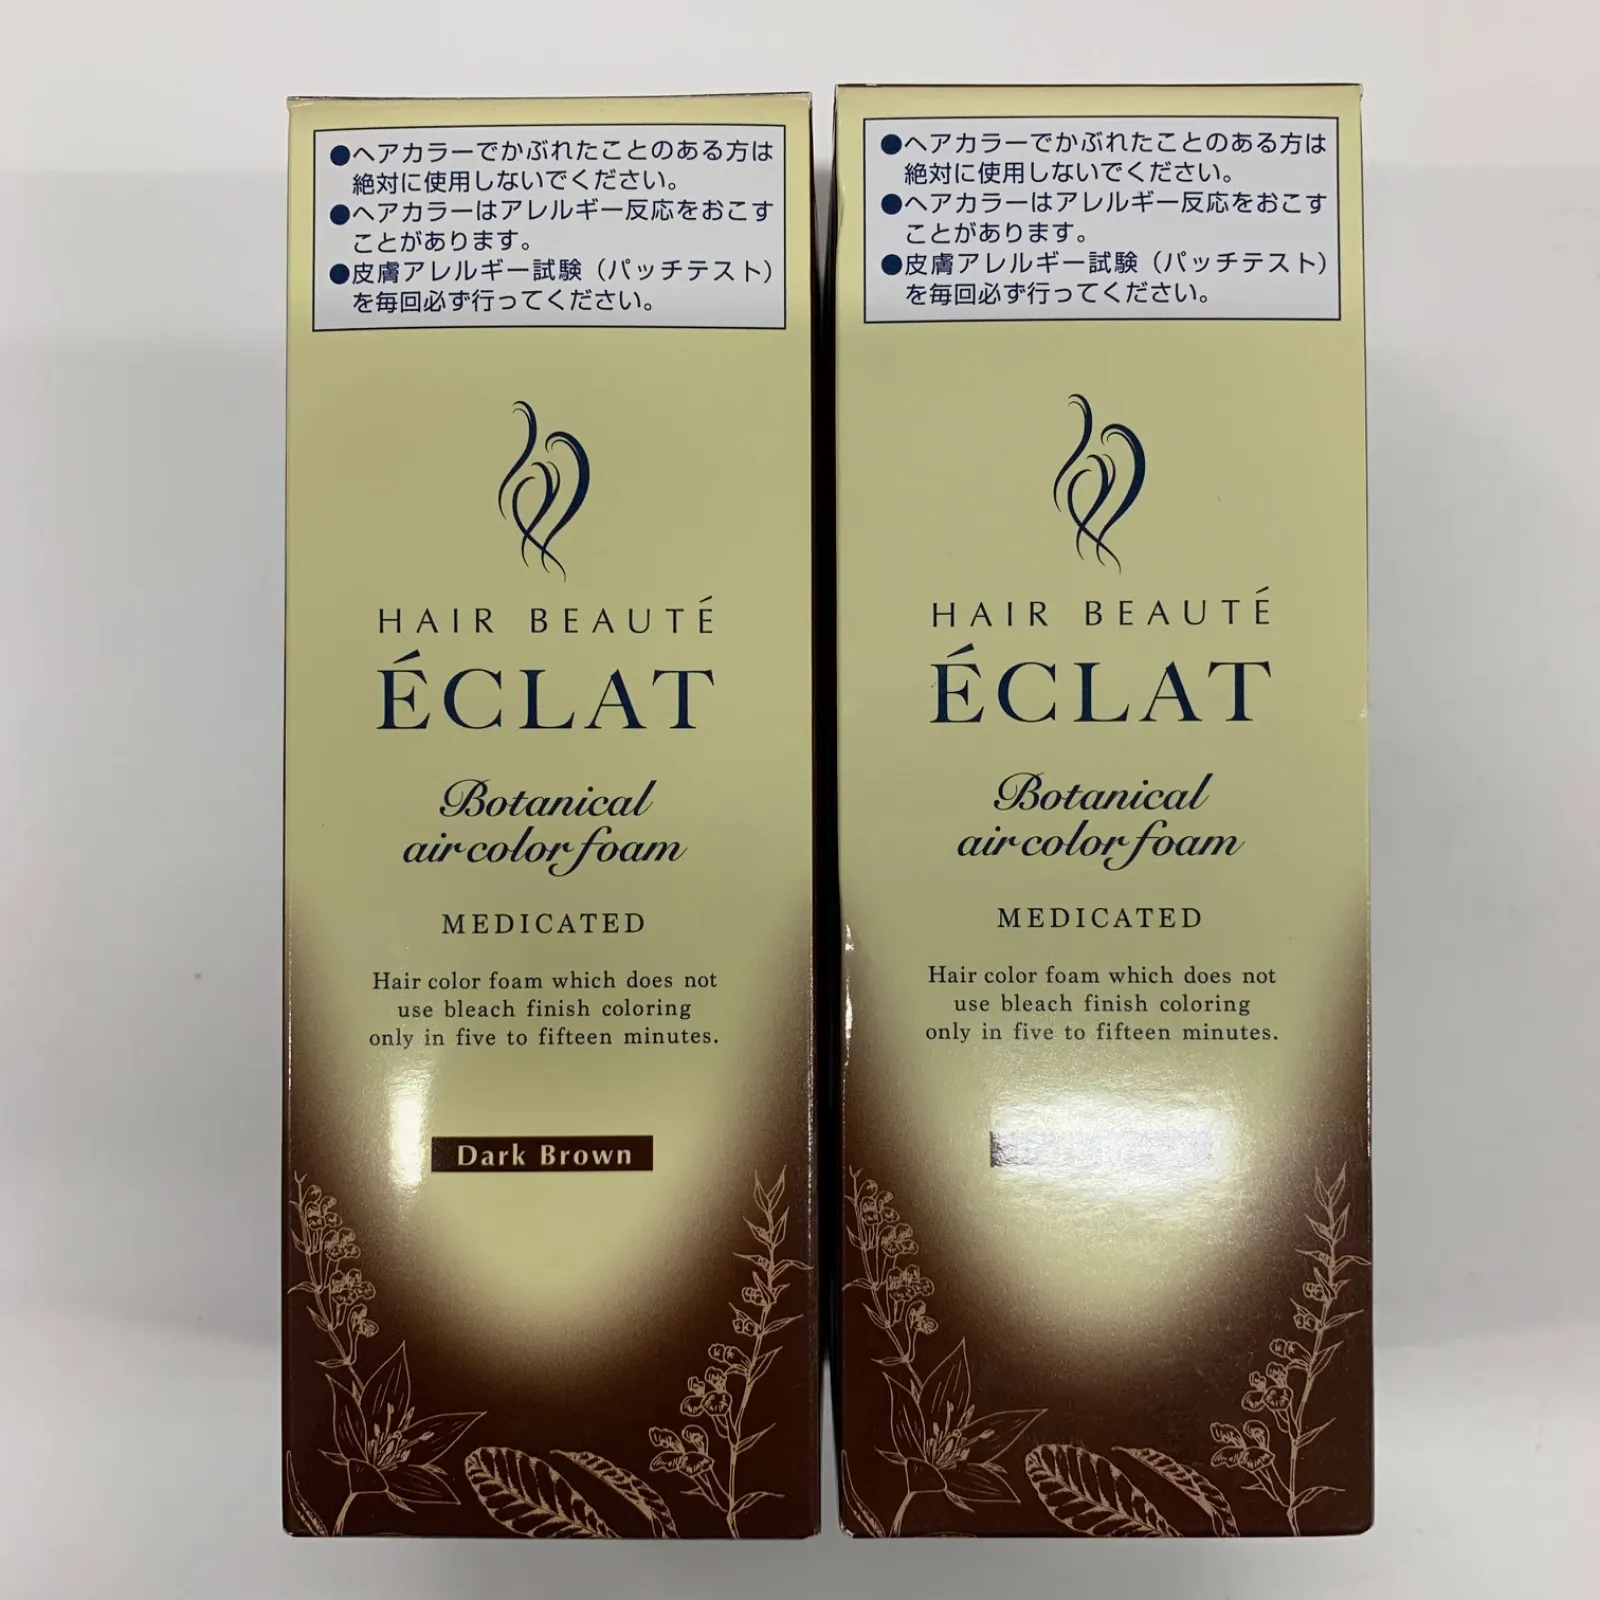 ●ヘアカラーでかぶれたことのある方は
絶対に使用しないでください。
●ヘアカラーはアレルギー反応をおこす
ことがあります。
●皮膚アレルギー試験（パッチテスト）
を毎回必ず行ってください。
HAIR BEAUTÉ
ÉCLAT
Botanical
air color foam
MEDICATED
Hair color foam which does not
use bleach finish coloring
only in five to fifteen minutes.
Dark Brown
●ヘアカラーでかぶれたことのある方は
絶対に使用しないでください。
●ヘアカラーはアレルギー反応をおこす
ことがあります。
●皮膚アレルギー試験（パッチテスト）
を毎回必ず行ってください。
HAIR BEAUTÉ
ÉCLAT
Botanical
air color foam
MEDICATED
Hair color foam which does not
use bleach finish coloring
only in five to fifteen minutes.